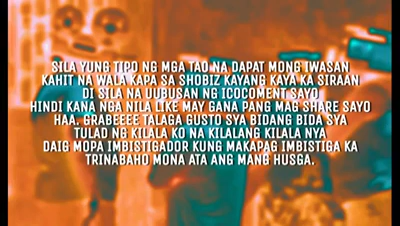 SILA YUNG TIPO NG MGA TAO NA DAPAT MONG IWASAN
KAHIT NA WALA KAPA SA SHOBIZ KAYANG KAYA KA SIRAAN
DI SILA NA UUBUSAN NG ICOCOMENT SAYO
HINDI KANA NGA NILA LIKE MAY GANA PANG MAG SHARE SAYO
HAA. GRABEEEE TALAGA GUSTO SYA BIDANG BIDA SYA
TULAD NG KILALA KO NA KILALANG KILALA NYA
DAIG MOPA IMBISTIGADOR KUNG MAKAPAG IMBISTIGA KA
TRINABAHO MONA ATA ANG MANG HUSGA.